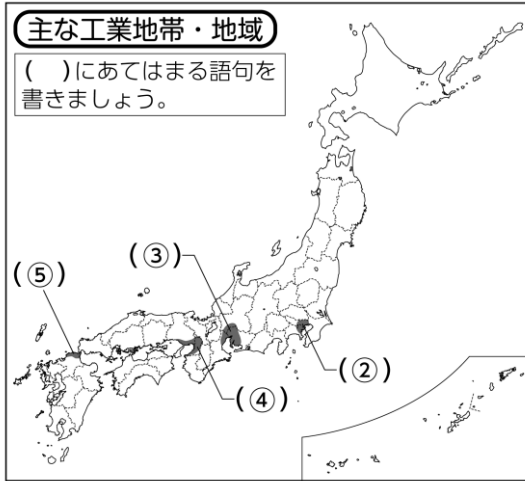 主な工業地帯・地域
(　)にあてはまる語句を
書きましょう。
(③)
(⑤)
(②)
(④)